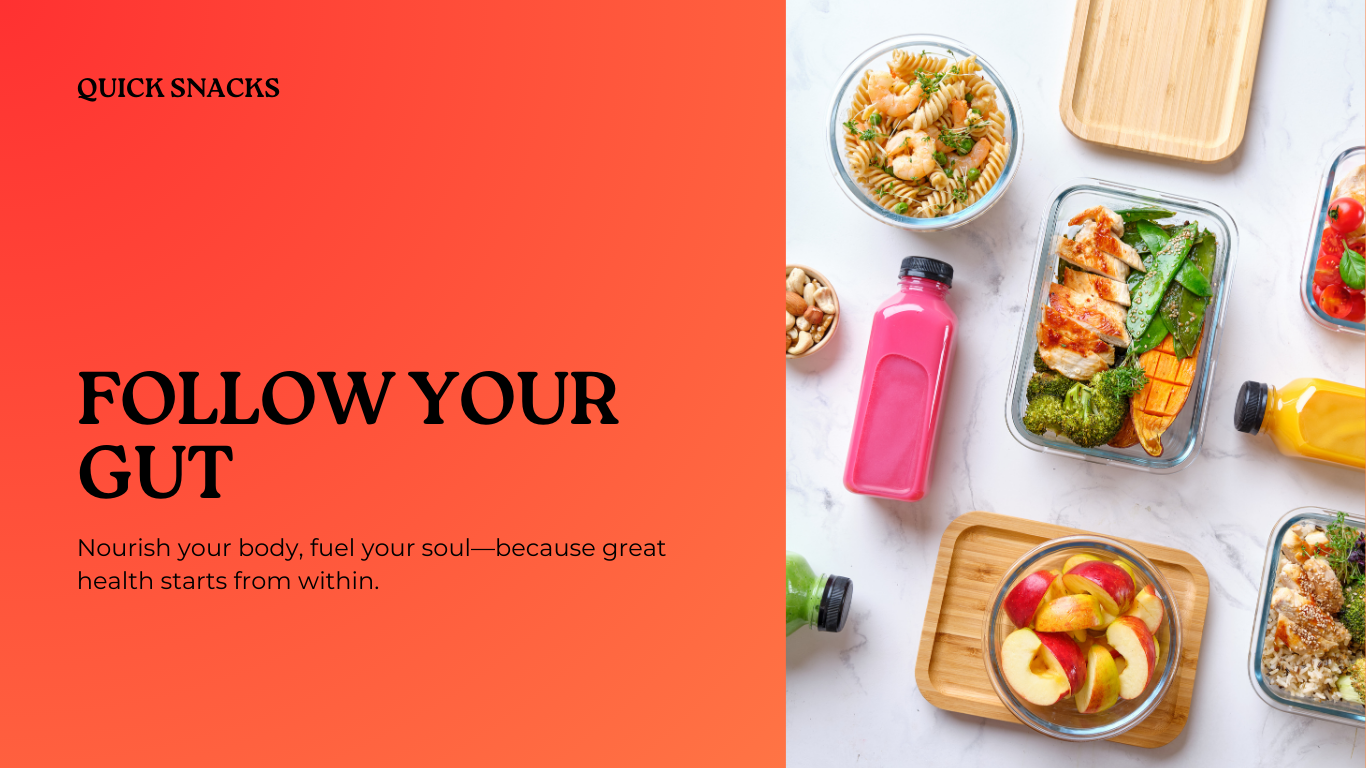 QUICK SNACKS
FOLLOW YOUR
GUT
Nourish your body, fuel your soul—because great
health starts from within.